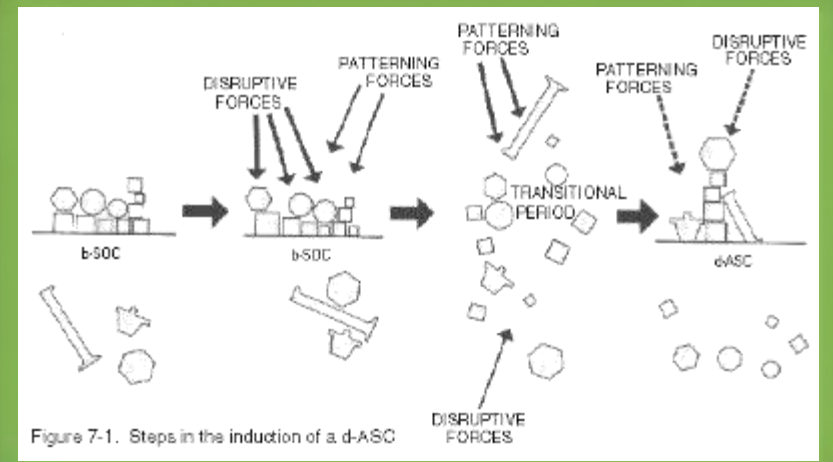 DISRUPTIVE
FORCES
PATTERNING
FORCES
PATTERNING
FORCES
PATTERNING
FORCES
DISRUPTIVE
FORCES
TRANSITIONAL
PERIOD
b-SOC
b-SOC
d-ASC
DISRUPTIVE
FORCES
Figure 7-1. Steps in the induction of a d-ASC